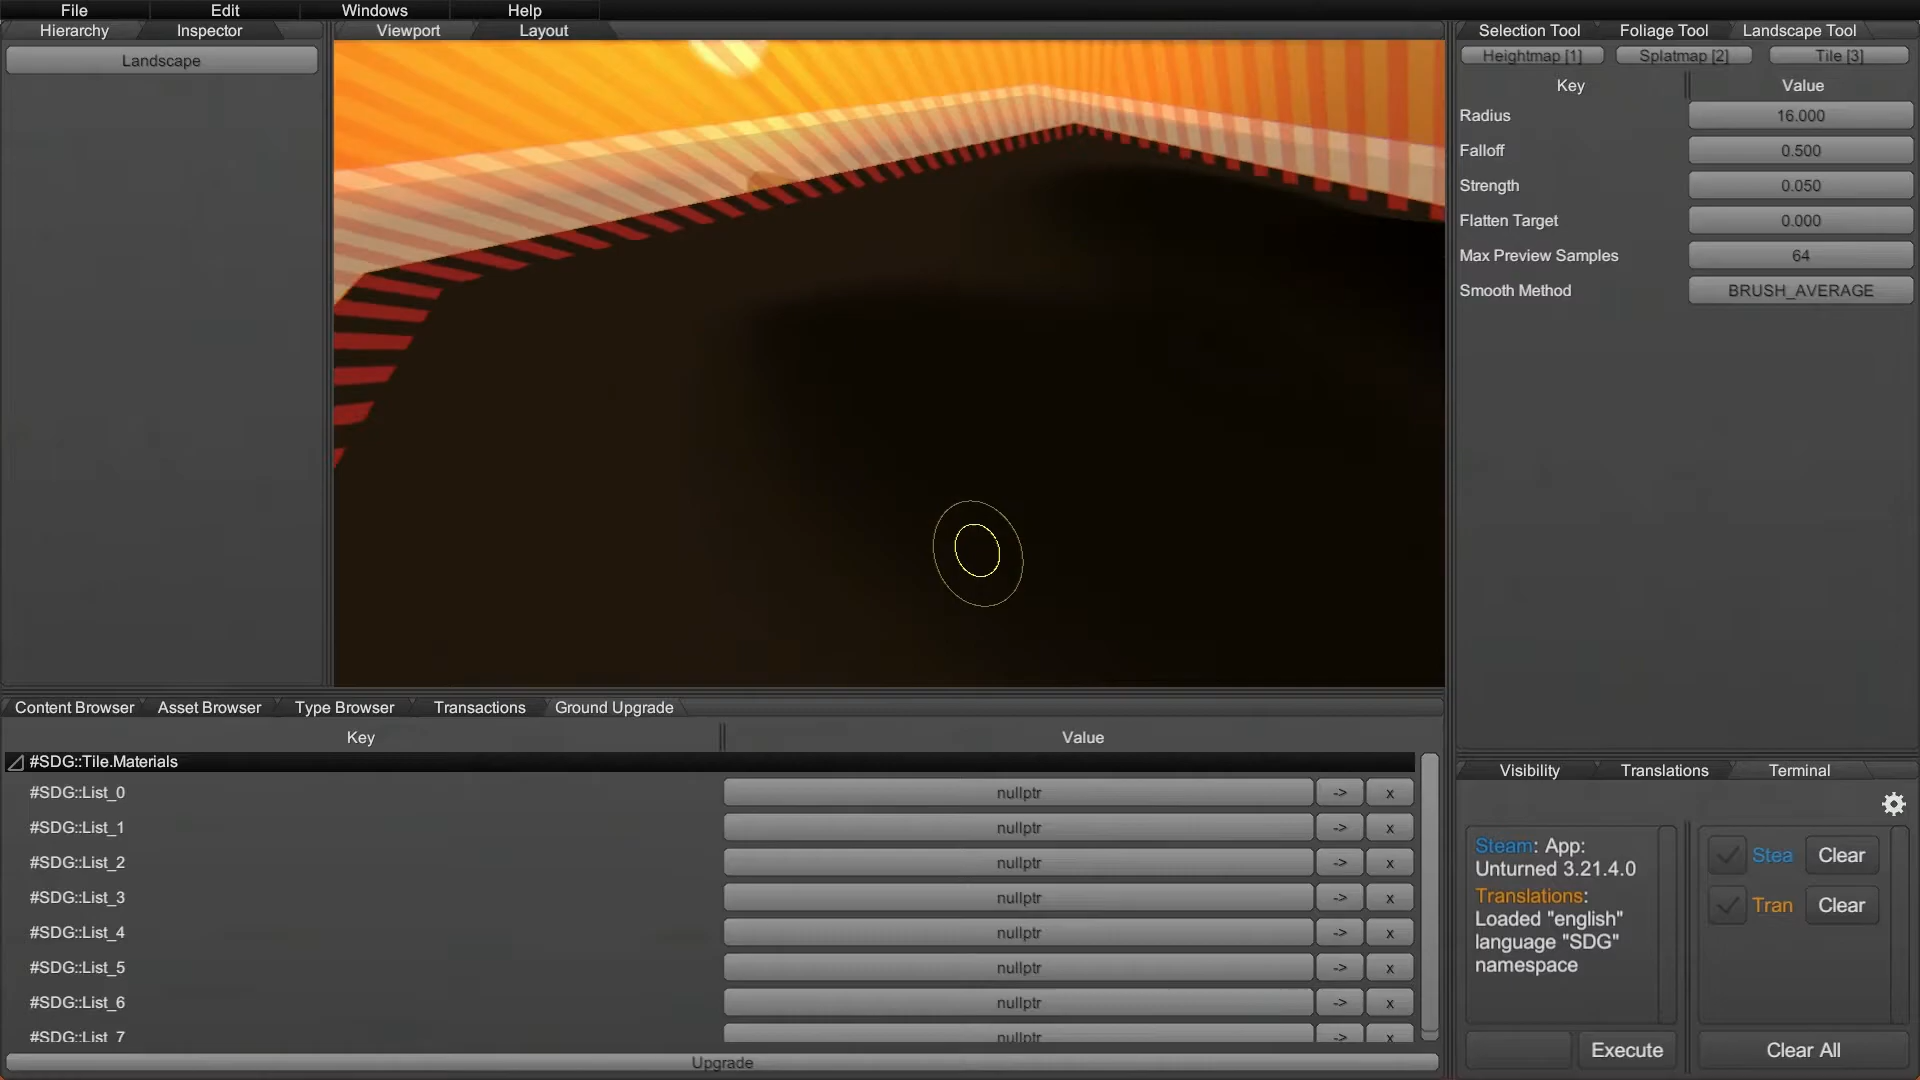 File Edit Windows Help
Hierarchy Inspector
Landscape
Viewport Layout
Selection Tool Foliage Tool Landscape Tool
Heightmap [1] Splatmap [2] Tile [3]
Key Value
Radius 16.000
Falloff 0.500
Strength 0.050
Flatten Target 0.000
Max Preview Samples 64
Smooth Method BRUSH_AVERAGE
Content Browser Asset Browser Type Browser Transactions Ground Upgrade
Key Value
#SDG::Tile.Materials
#SDG::List_0 nullptr -> x
#SDG::List_1 nullptr -> x
#SDG::List_2 nullptr -> x
#SDG::List_3 nullptr -> x
#SDG::List_4 nullptr -> x
#SDG::List_5 nullptr -> x
#SDG::List_6 nullptr -> x
#SDG::List_7 nullptr -> x
Upgrade
Visibility Translations Terminal
Steam: App:
Unturned 3.21.4.0
Translations:
Loaded "english"
language "SDG"
namespace
Stea Clear
Tran Clear
Execute
Clear All